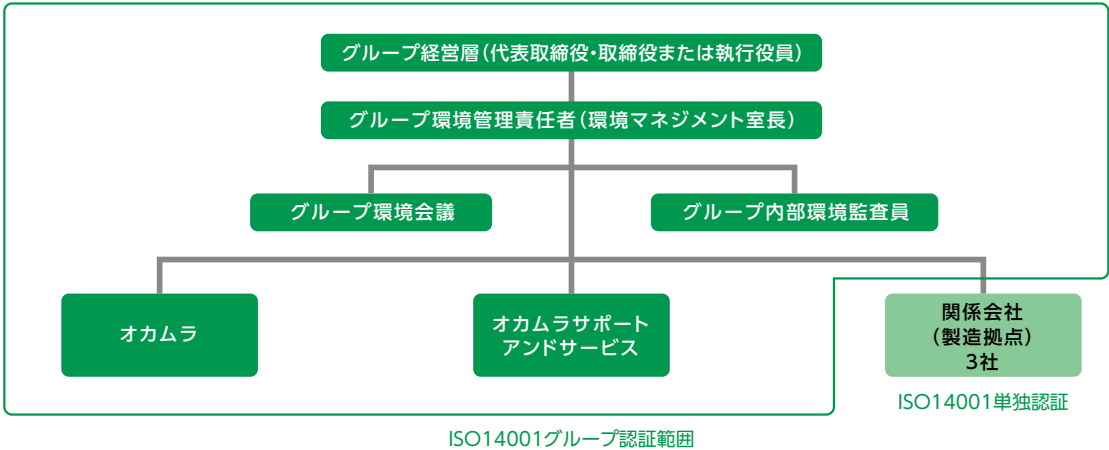 グループ経営層(代表取締役・取締役または執行役員)
グループ環境管理責任者(環境マネジメント室長)
グループ環境会議
グループ内部環境監査員
オカムラ
オカムラサポート
アンドサービス
関係会社
(製造拠点)
3社
ISO14001単独認証
ISO14001グループ認証範囲